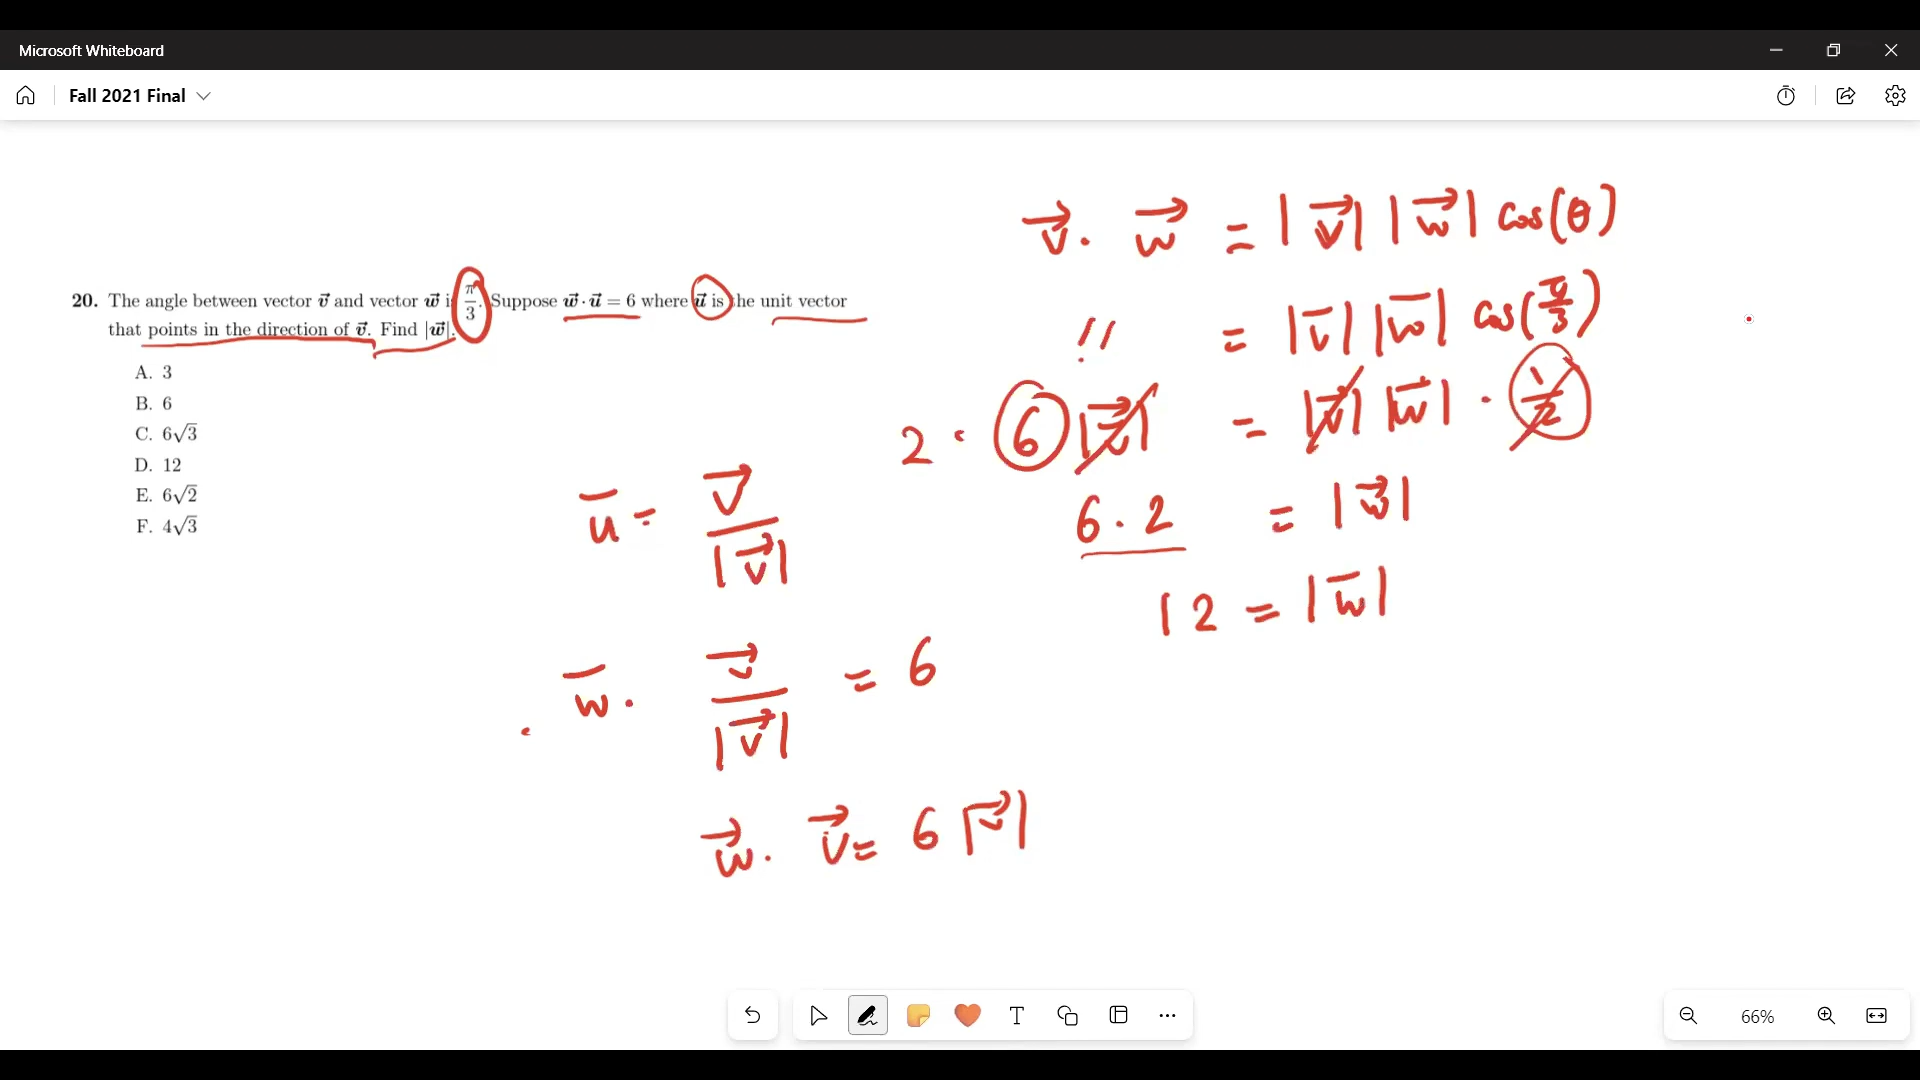 Microsoft Whiteboard
Fall 2021 Final
20. The angle between vector v⃗ and vector w⃗ is π/3. Suppose w⃗ · u⃗ = 6 where u⃗ is the unit vector
that points in the direction of v⃗. Find |w⃗|.
A. 3
B. 6
C. 6√3
D. 12
E. 6√2
F. 4√3
v⃗ · w⃗ = |v⃗| |w⃗| cos(θ)
!! = |v̅| |w̅| cos(π/3)
2 · 6 |v⃗| = |v⃗| |w̅| · 1/2
6 · 2 = |w⃗|
12 = |w̅|
u̅ = v⃗/|v⃗|
w̅ · v⃗/|v⃗| = 6
w⃗ · v⃗ = 6 |v⃗|
66%